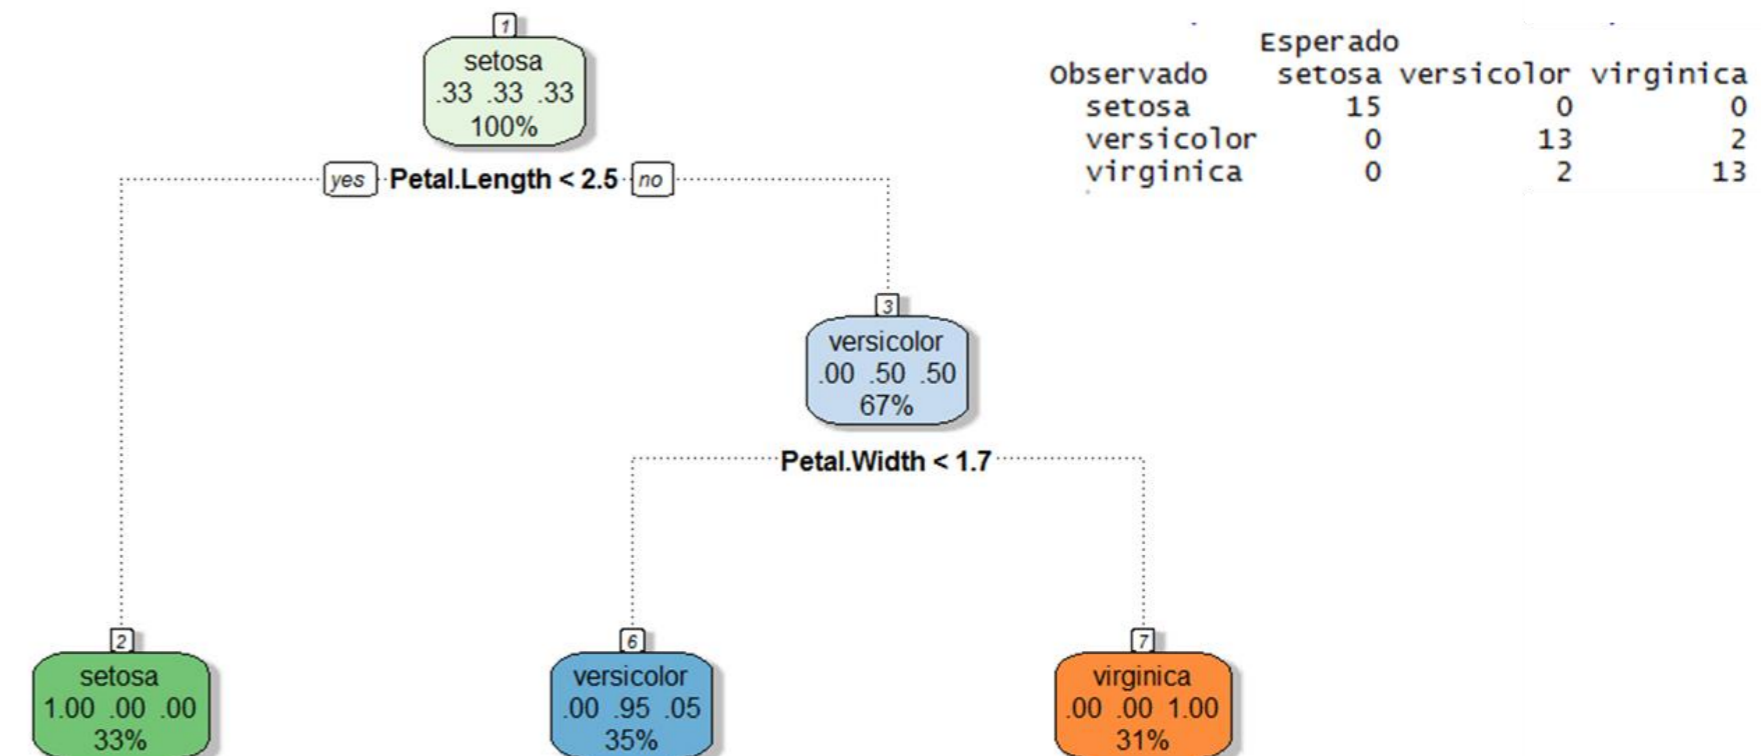 1
setosa
.33 .33 .33
100%
yes Petal.Length < 2.5 no
3
versicolor
.00 .50 .50
67%
Petal.Width < 1.7
2
setosa
1.00 .00 .00
33%
6
versicolor
.00 .95 .05
35%
7
virginica
.00 .00 1.00
31%
Esperado
Observado setosa versicolor virginica
setosa 15 0 0
versicolor 0 13 2
virginica 0 2 13